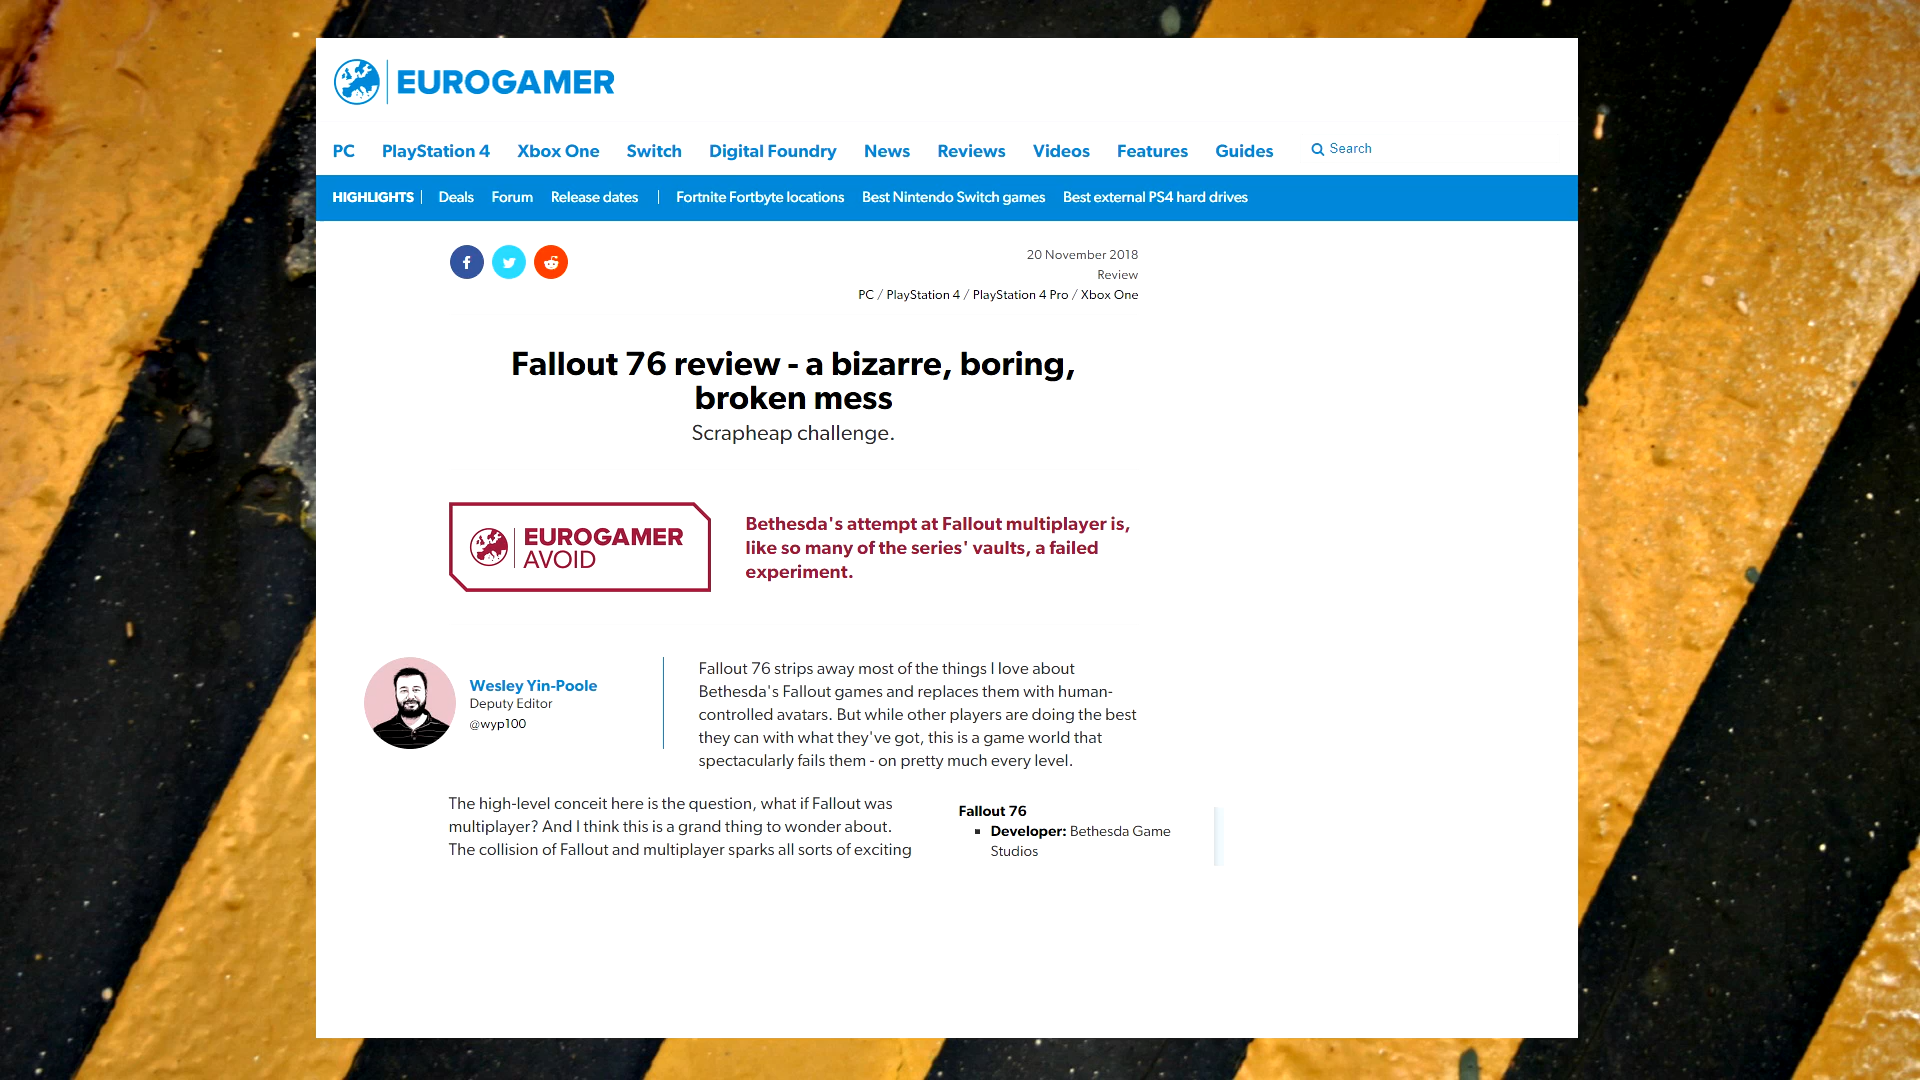 EUROGAMER
PC PlayStation 4 Xbox One Switch Digital Foundry News Reviews Videos Features Guides Search
HIGHLIGHTS | Deals Forum Release dates | Fortnite Fortbyte locations Best Nintendo Switch games Best external PS4 hard drives
20 November 2018
Review
PC / PlayStation 4 / PlayStation 4 Pro / Xbox One
Fallout 76 review - a bizarre, boring,
broken mess
Scrapheap challenge.
EUROGAMER
AVOID
Bethesda's attempt at Fallout multiplayer is,
like so many of the series' vaults, a failed
experiment.
Wesley Yin-Poole
Deputy Editor
@wyp100
Fallout 76 strips away most of the things I love about
Bethesda's Fallout games and replaces them with human-
controlled avatars. But while other players are doing the best
they can with what they've got, this is a game world that
spectacularly fails them - on pretty much every level.
The high-level conceit here is the question, what if Fallout was
multiplayer? And I think this is a grand thing to wonder about.
The collision of Fallout and multiplayer sparks all sorts of exciting
Fallout 76
Developer: Bethesda Game
Studios